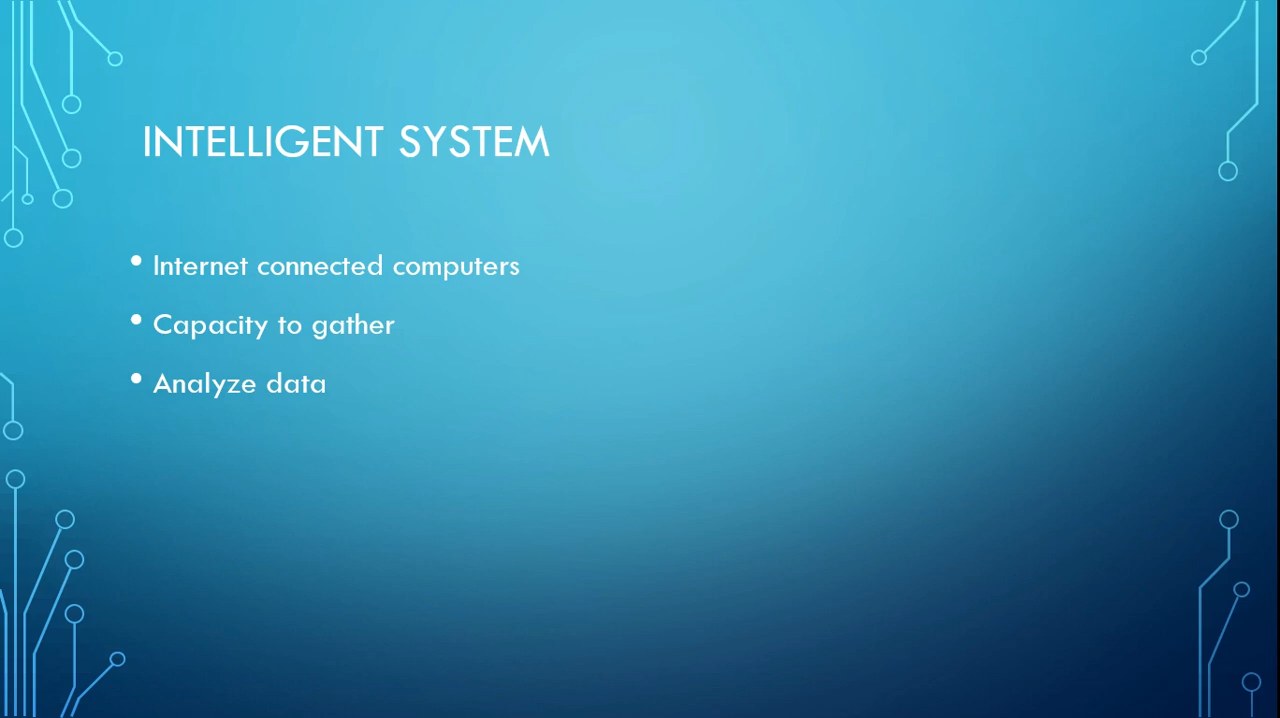 INTELLIGENT SYSTEM
• Internet connected computers
• Capacity to gather
• Analyze data